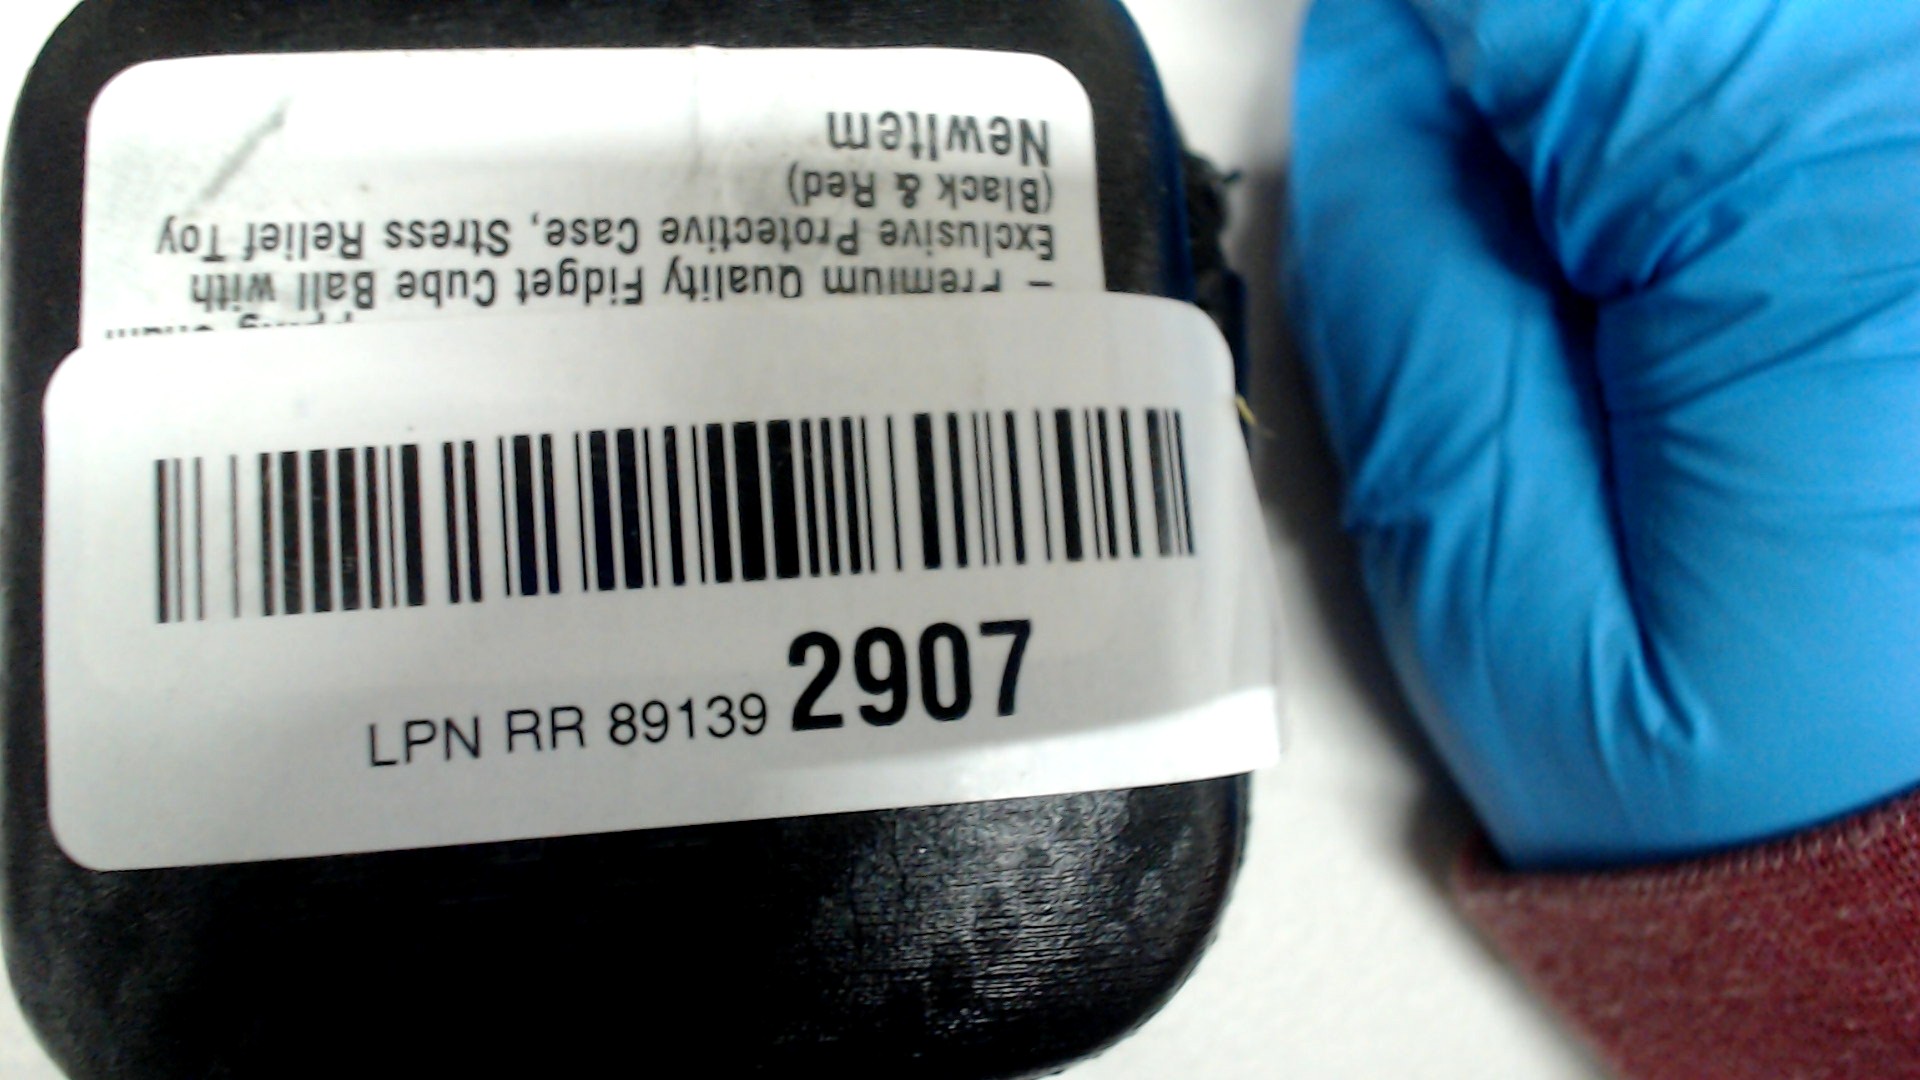 – Premium Quality Fidget Cube Ball with
Exclusive Protective Case, Stress Relief Toy
(Black & Red)
NewItem
LPN RR 89139 2907